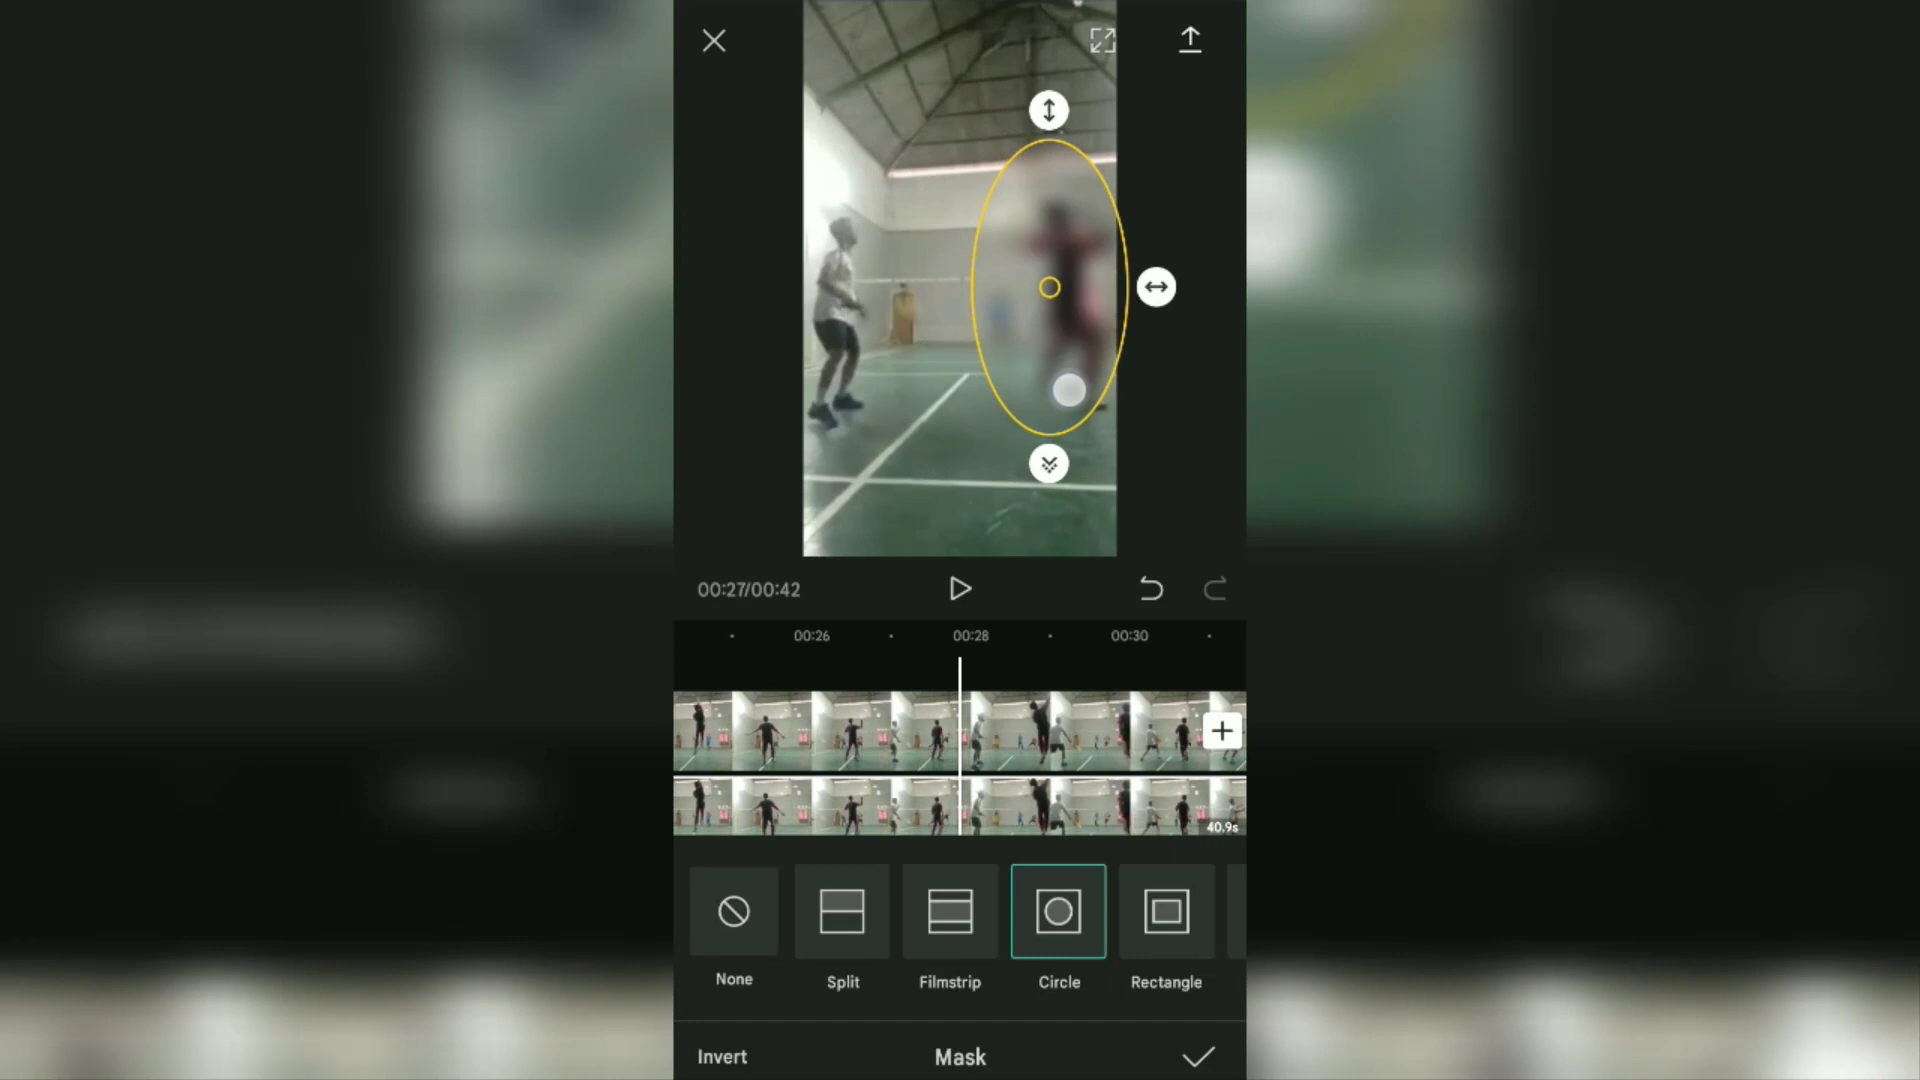 00:27/00:42
00:26 00:28 00:30
40.9s
None Split Filmstrip Circle Rectangle
Invert Mask